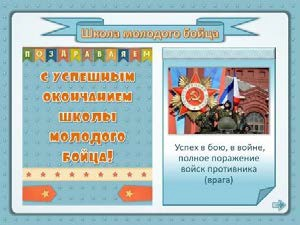 Школа молодого бойца
ПОЗДРАВЛЯЕМ
С УСПЕШНЫМ
ОКОНЧАНИЕМ
ШКОЛЫ
МОЛОДОГО
БОЙЦА!
Успех в бою, в войне,
полное поражение
войск противника
(врага)